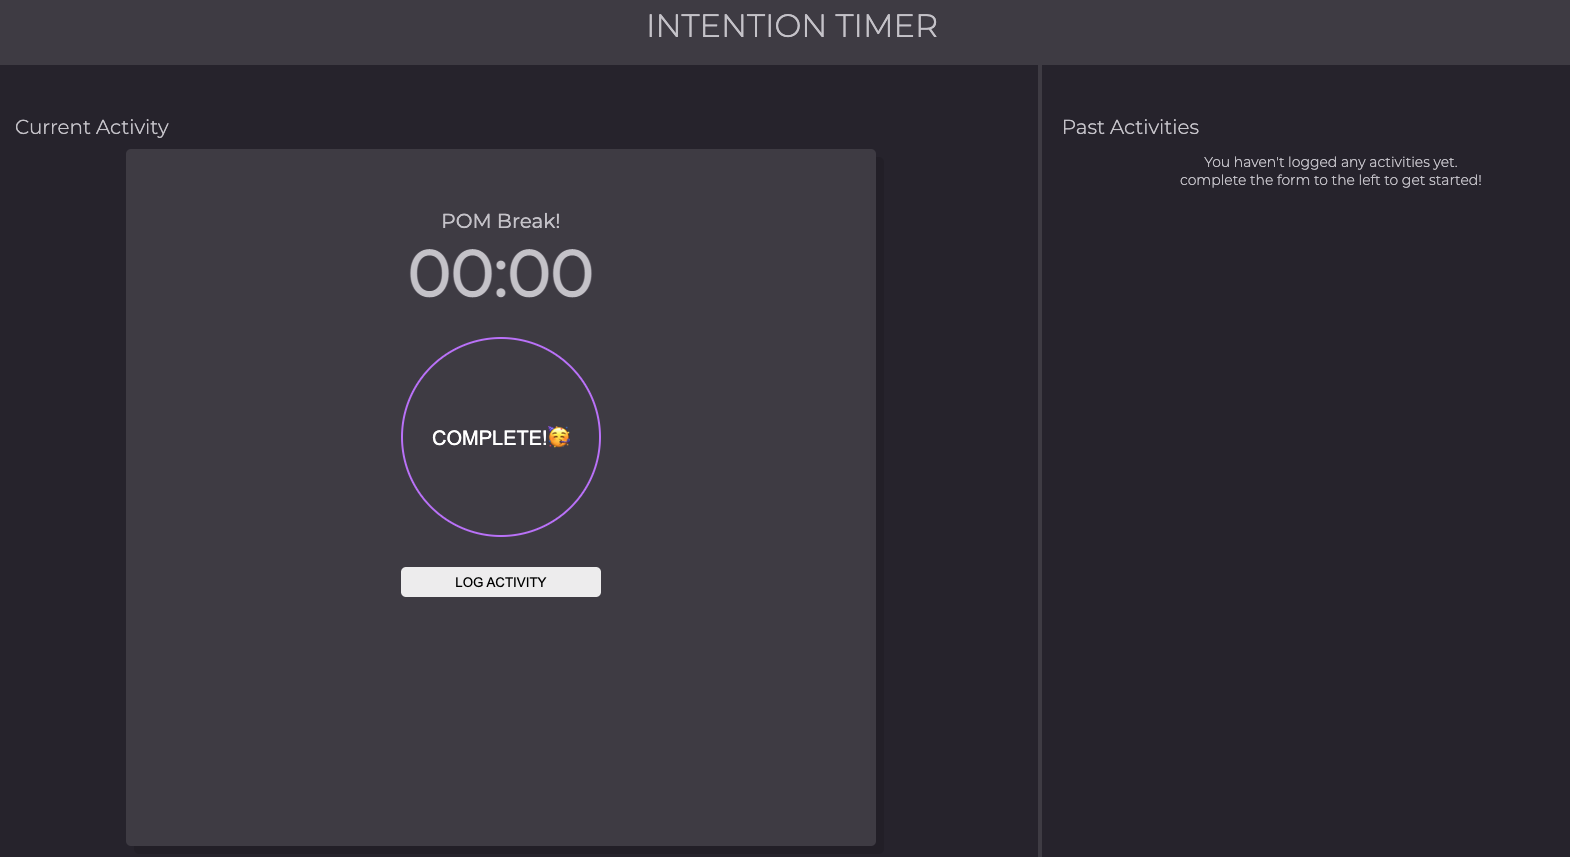 INTENTION TIMER
Current Activity
POM Break!
00:00
COMPLETE!🥳
LOG ACTIVITY
Past Activities
You haven't logged any activities yet.
complete the form to the left to get started!